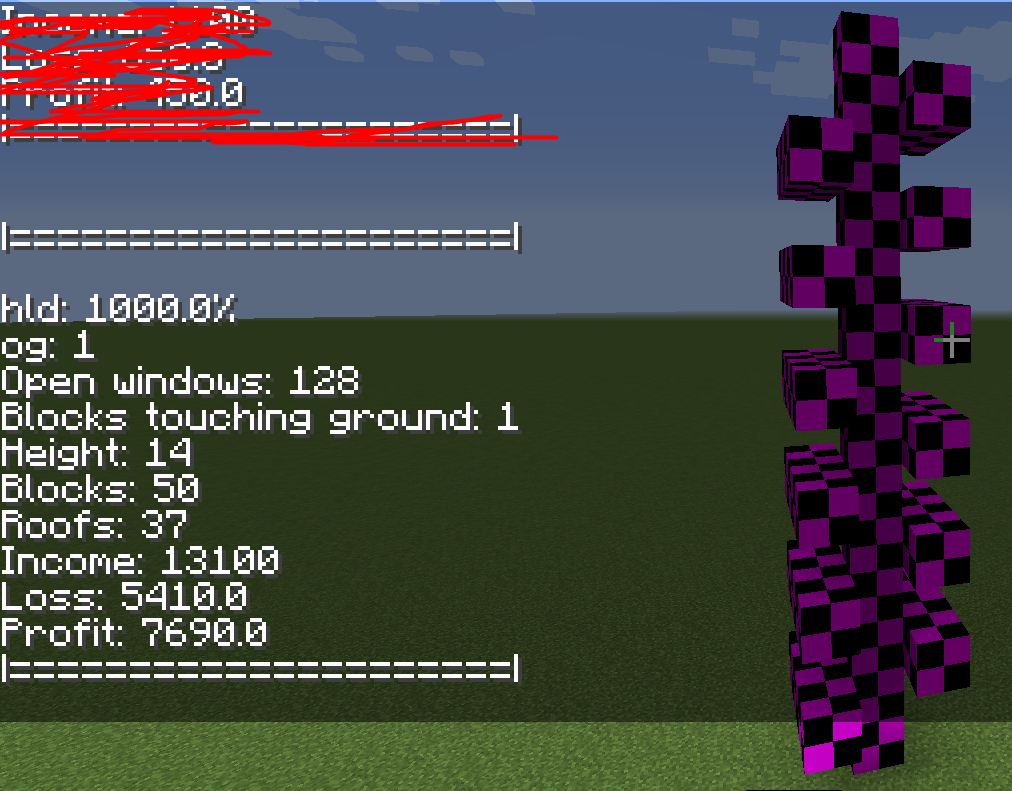 |=====================|
|=====================|
hld: 1000.0%
og: 1
Open windows: 128
Blocks touching ground: 1
Height: 14
Blocks: 50
Roofs: 37
Income: 13100
Loss: 5410.0
Profit: 7690.0
|=====================|